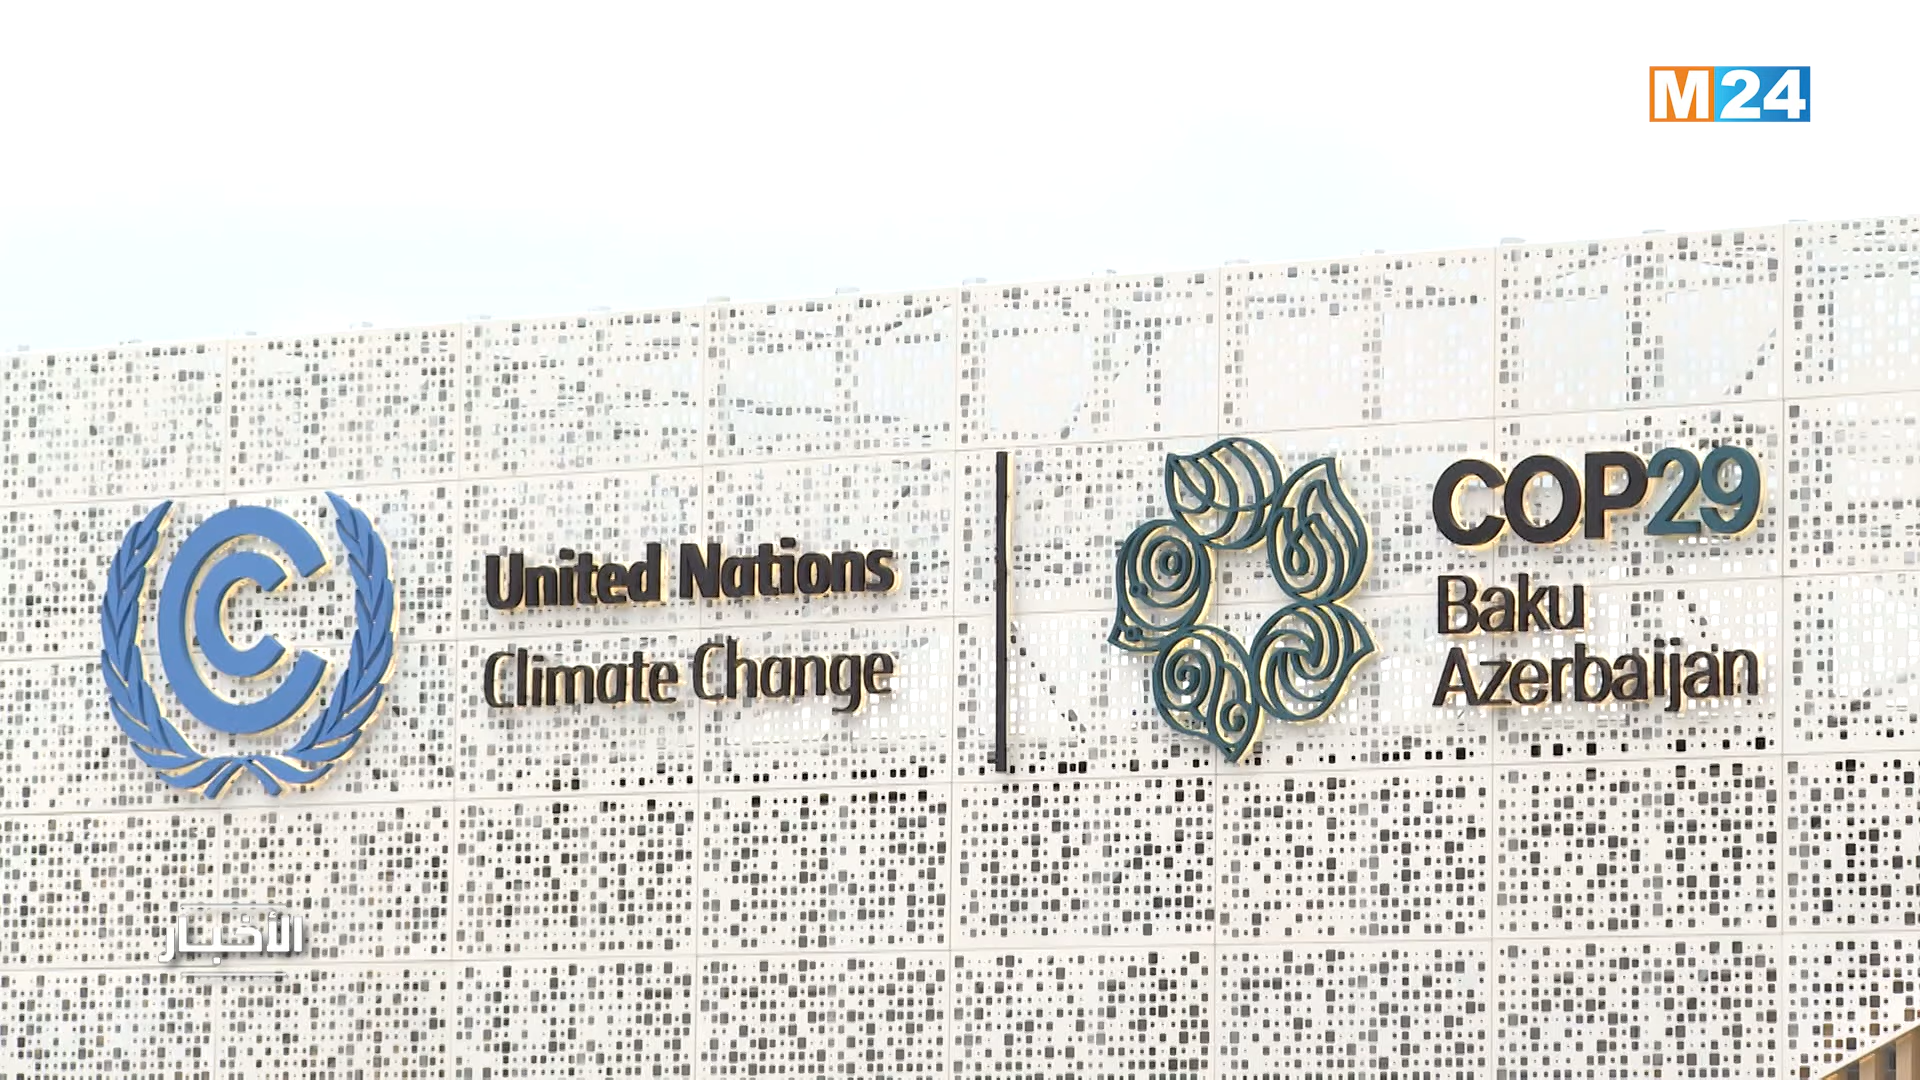 M24
United Nations
Climate Change
COP29
Baku
Azerbaijan
الأخبار